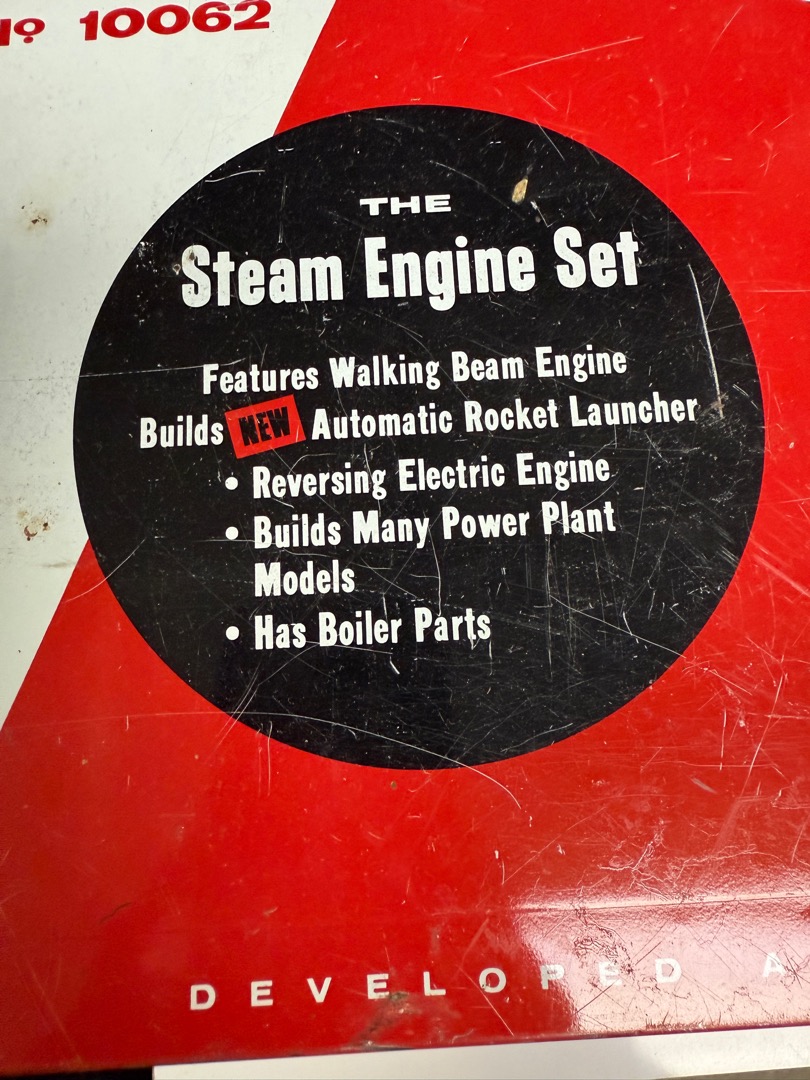 Nº 10062
THE
Steam Engine Set
Features Walking Beam Engine
Builds NEW Automatic Rocket Launcher
• Reversing Electric Engine
• Builds Many Power Plant
Models
• Has Boiler Parts
DEVELOPED A